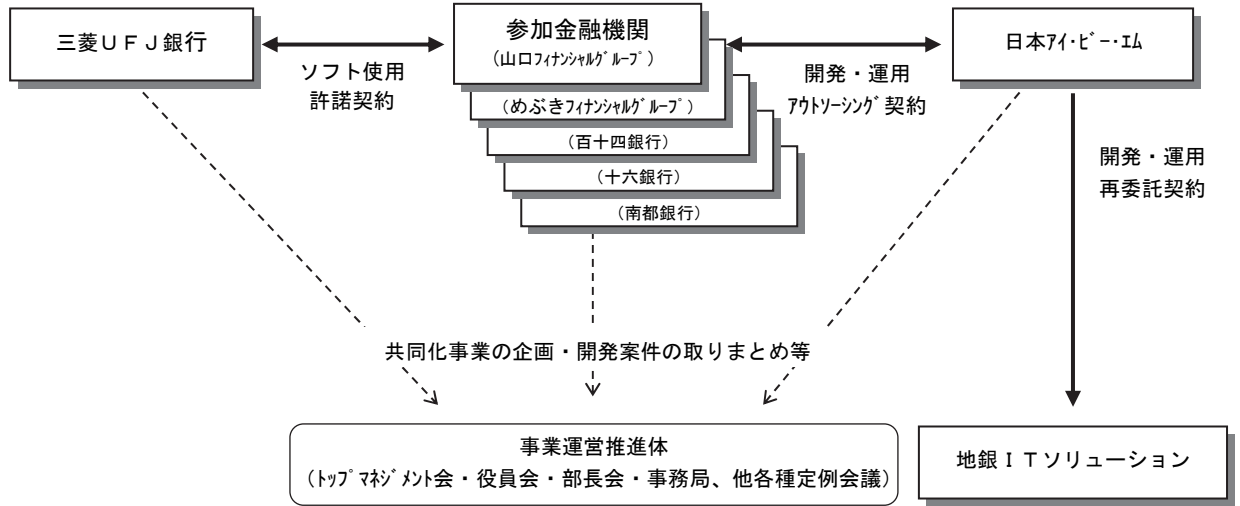 三菱ＵＦＪ銀行
ソフト使用
許諾契約
参加金融機関
(山口ﾌｨﾅﾝｼｬﾙｸﾞﾙｰﾌﾟ)
(めぶきﾌｨﾅﾝｼｬﾙｸﾞﾙｰﾌﾟ)
(百十四銀行)
(十六銀行)
(南都銀行)
開発・運用
ｱｳﾄｿｰｼﾝｸﾞ契約
日本ｱｲ･ﾋﾞｰ･ｴﾑ
開発・運用
再委託契約
共同化事業の企画・開発案件の取りまとめ等
事業運営推進体
(ﾄｯﾌﾟﾏﾈｼﾞﾒﾝﾄ会・役員会・部長会・事務局、他各種定例会議)
地銀ＩＴソリューション